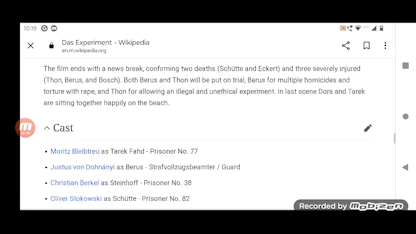 10:19
Das Experiment - Wikipedia
en.m.wikipedia.org
The film ends with a news break, confirming two deaths (Schütte and Eckert) and three severely injured
(Thon, Berus, and Bosch). Both Berus and Thon will be put on trial, Berus for multiple homicides and
torture with rape, and Thon for allowing an illegal and unethical experiment. In last scene Dora and Tarek
are sitting together happily on the beach.
Cast
• Moritz Bleibtreu as Tarek Fahd - Prisoner No. 77
• Justus von Dohnányi as Berus - Strafvollzugsbeamter / Guard
• Christian Berkel as Steinhoff - Prisoner No. 38
• Oliver Stokowski as Schütte - Prisoner No. 82
Recorded by MOBIZEN